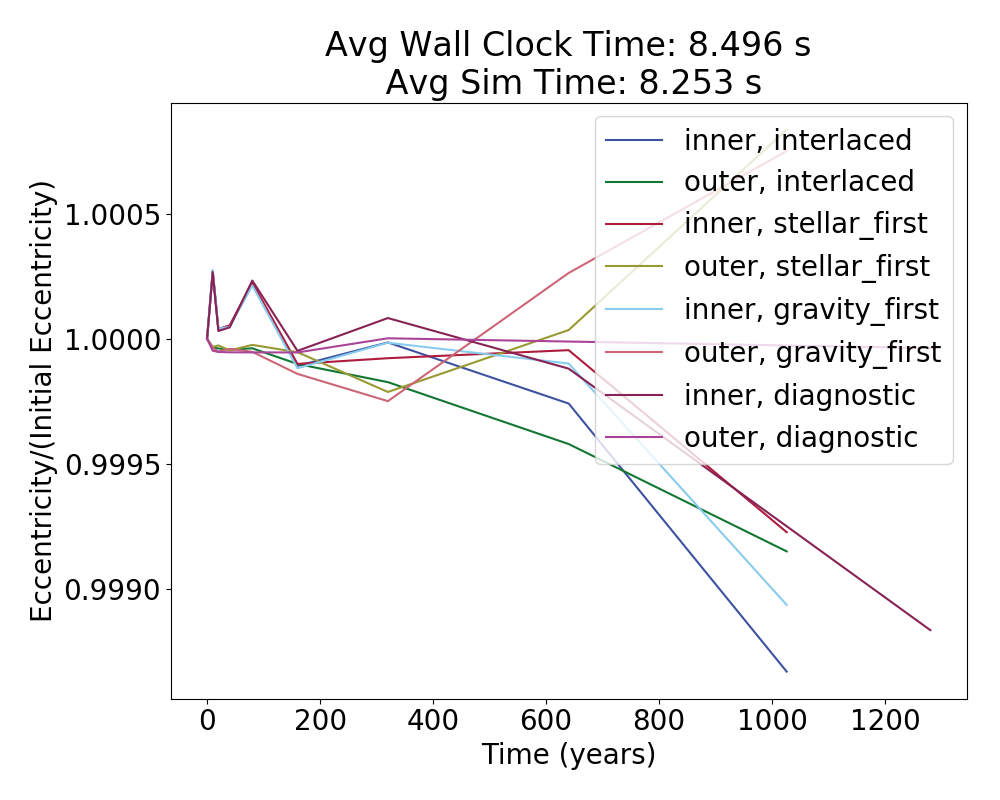 Avg Wall Clock Time: 8.496 s
Avg Sim Time: 8.253 s
Eccentricity/(Initial Eccentricity)
1.0005
1.0000
0.9995
0.9990
inner, interlaced
outer, interlaced
inner, stellar_first
outer, stellar_first
inner, gravity_first
outer, gravity_first
inner, diagnostic
outer, diagnostic
0 200 400 600 800 1000 1200
Time (years)